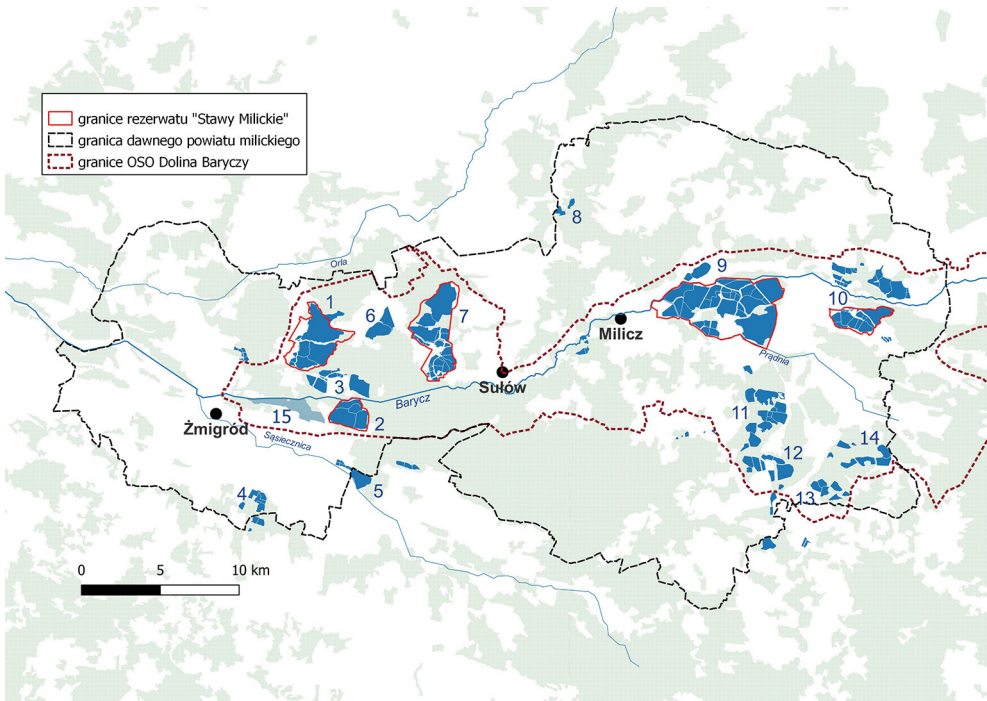 granice rezerwatu "Stawy Milickie"
granica dawnego powiatu milickiego
granice OSO Dolina Baryczy
8
Orla
9
1
6
7
10
Milicz
Prądnia
3
Sułów
Barycz
15
2
Żmigród
Sąsiecznica
11
14
12
5
4
13
0 5 10 km